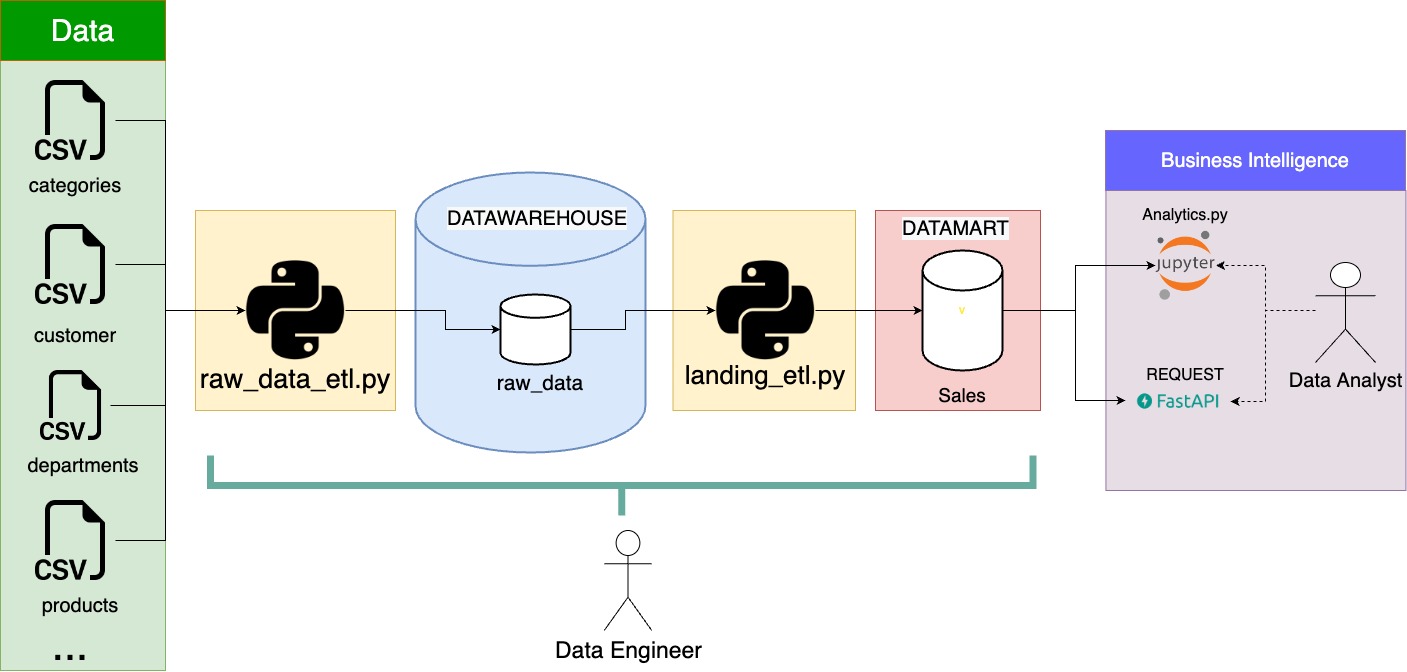 Data
CSV
categories
CSV
customer
CSV
departments
CSV
products
...
raw_data_etl.py
DATAWAREHOUSE
raw_data
landing_etl.py
DATAMART
v
Sales
Business Intelligence
Analytics.py
jupyter
REQUEST
FastAPI
Data Analyst
Data Engineer